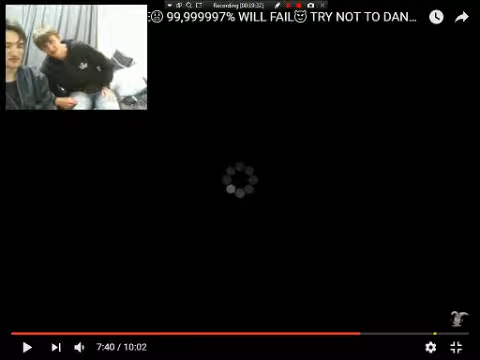 Recording [00:09:32]
E😐 99,999997% WILL FAIL😈 TRY NOT TO DAN...
7:40 / 10:02